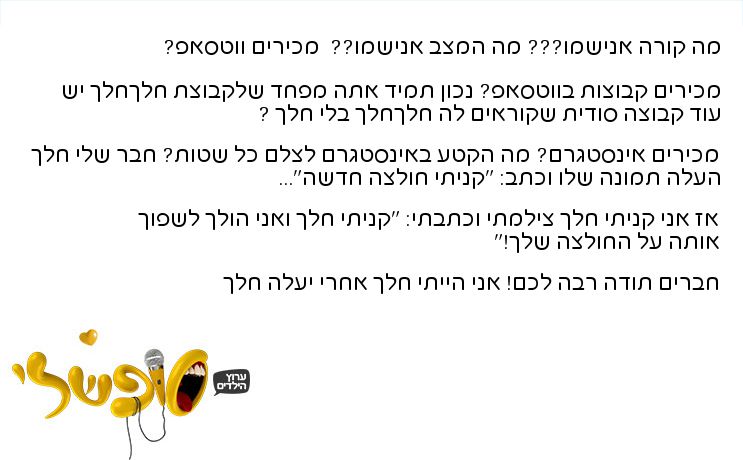 מה קורה אנישמו??? מה המצב אנישמו??  מכירים ווטסאפ?
מכירים קבוצות בווטסאפ? נכון תמיד אתה מפחד שלקבוצת חלךחלך יש
עוד קבוצה סודית שקוראים לה חלךחלך בלי חלך ?
מכירים אינסטגרם? מה הקטע באינסטגרם לצלם כל שטות? חבר שלי חלך
העלה תמונה שלו וכתב: "קניתי חולצה חדשה"...
אז אני קניתי חלך צילמתי וכתבתי: "קניתי חלך ואני הולך לשפוך
אותה על החולצה שלך!"
חברים תודה רבה לכם! אני הייתי חלך אחרי יעלה חלך
סופשלי
ערוץ
הילדים